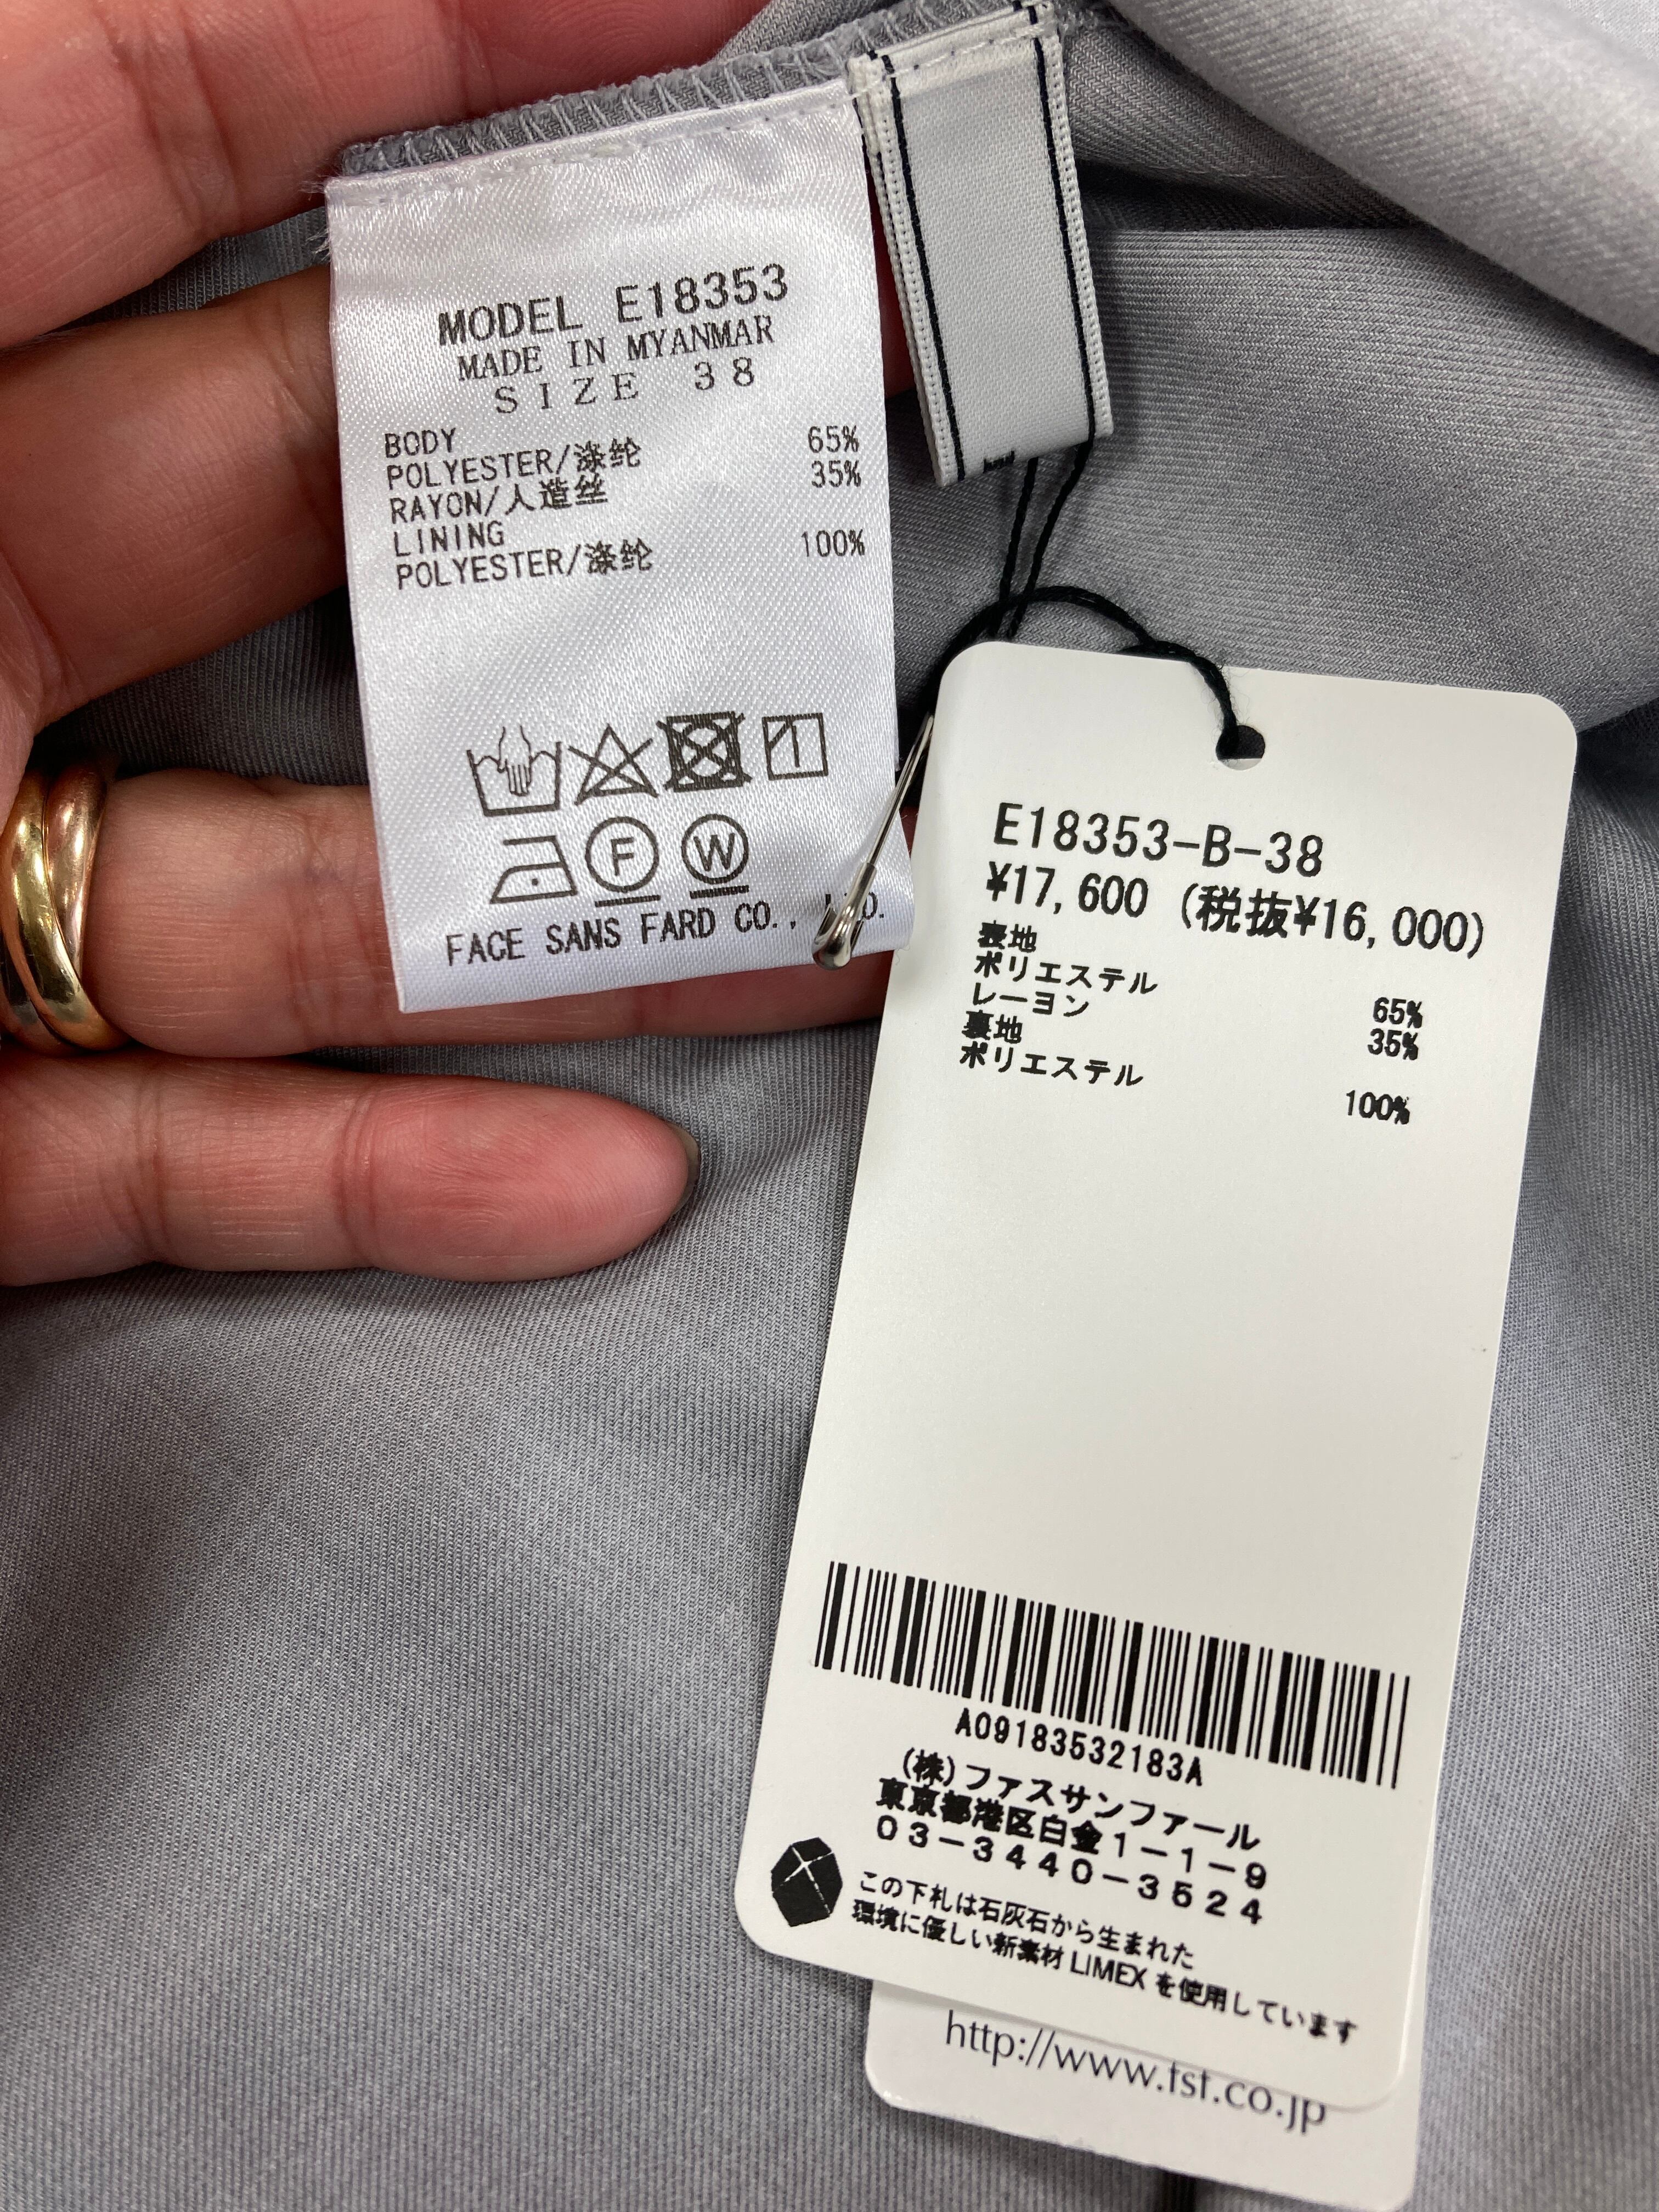 MODEL E18353
MADE IN MYANMAR
SIZE 38
BODY
POLYESTER/涤纶 65%
RAYON/人造丝 35%
LINING
POLYESTER/涤纶 100%
F W
FACE SANS FARD CO., LTD.
E18353-B-38
¥17,600 (税抜¥16,000)
表地
ポリエステル 65%
レーヨン 35%
裏地
ポリエステル 100%
A09183532183A
(株)ファスサンファール
東京都港区白金1-1-9
03-3440-3524
この下札は石灰石から生まれた
環境に優しい新素材 LIMEX を使用しています
http://www.fst.co.jp